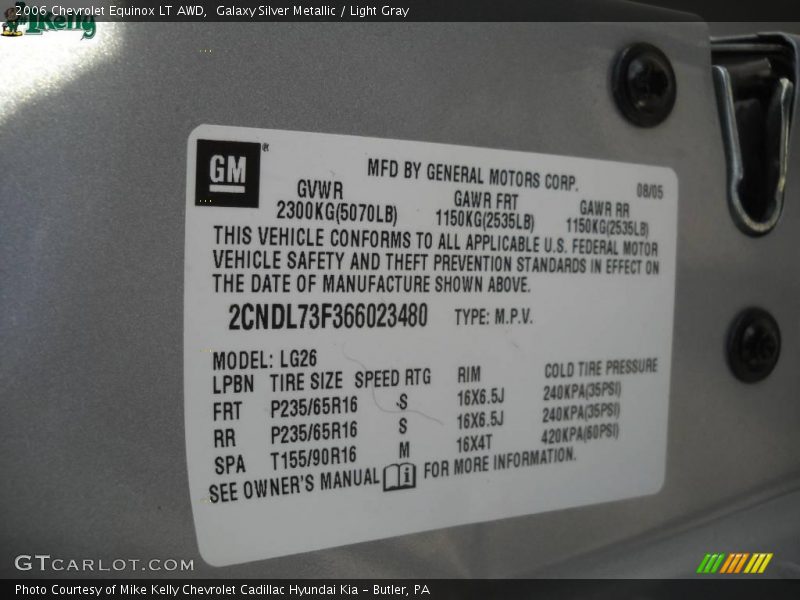 2006 Chevrolet Equinox LT AWD,  Galaxy Silver Metallic / Light Gray
Kelly
GM ®
MFD BY GENERAL MOTORS CORP. 08/05
GVWR GAWR FRT GAWR RR
2300KG(5070LB) 1150KG(2535LB) 1150KG(2535LB)
THIS VEHICLE CONFORMS TO ALL APPLICABLE U.S. FEDERAL MOTOR
VEHICLE SAFETY AND THEFT PREVENTION STANDARDS IN EFFECT ON
THE DATE OF MANUFACTURE SHOWN ABOVE.
2CNDL73F366023480 TYPE: M.P.V.
MODEL: LG26
LPBN TIRE SIZE SPEED RTG RIM COLD TIRE PRESSURE
FRT P235/65R16 S 16X6.5J 240KPA(35PSI)
RR P235/65R16 S 16X6.5J 240KPA(35PSI)
SPA T155/90R16 M 16X4T 420KPA(60PSI)
SEE OWNER'S MANUAL i FOR MORE INFORMATION.
GTCARLOT.COM
Photo Courtesy of Mike Kelly Chevrolet Cadillac Hyundai Kia – Butler, PA